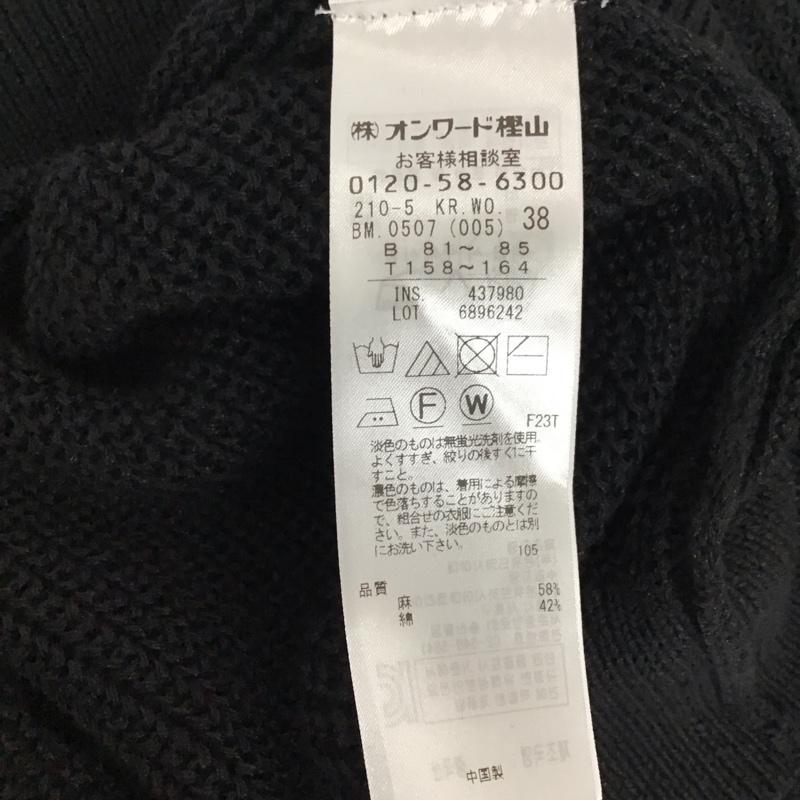 ㈱オンワード樫山
お客様相談室
0120-58-6300
210-5 KR.WO.
BM.0507 (005) 38
B 81～ 85
T 158～164
INS. 437980
LOT 6896242
F W
F23T
淡色のものは無蛍光洗剤を使用。
よくすすぎ、絞りの後すぐに干
すこと。
濃色のものは、着用による摩擦
で色落ちすることがありますの
で、組合せの衣服にご注意くだ
さい。また、淡色のものとは別
にお洗い下さい。
105
品質
麻 58%
綿 42%
中国製